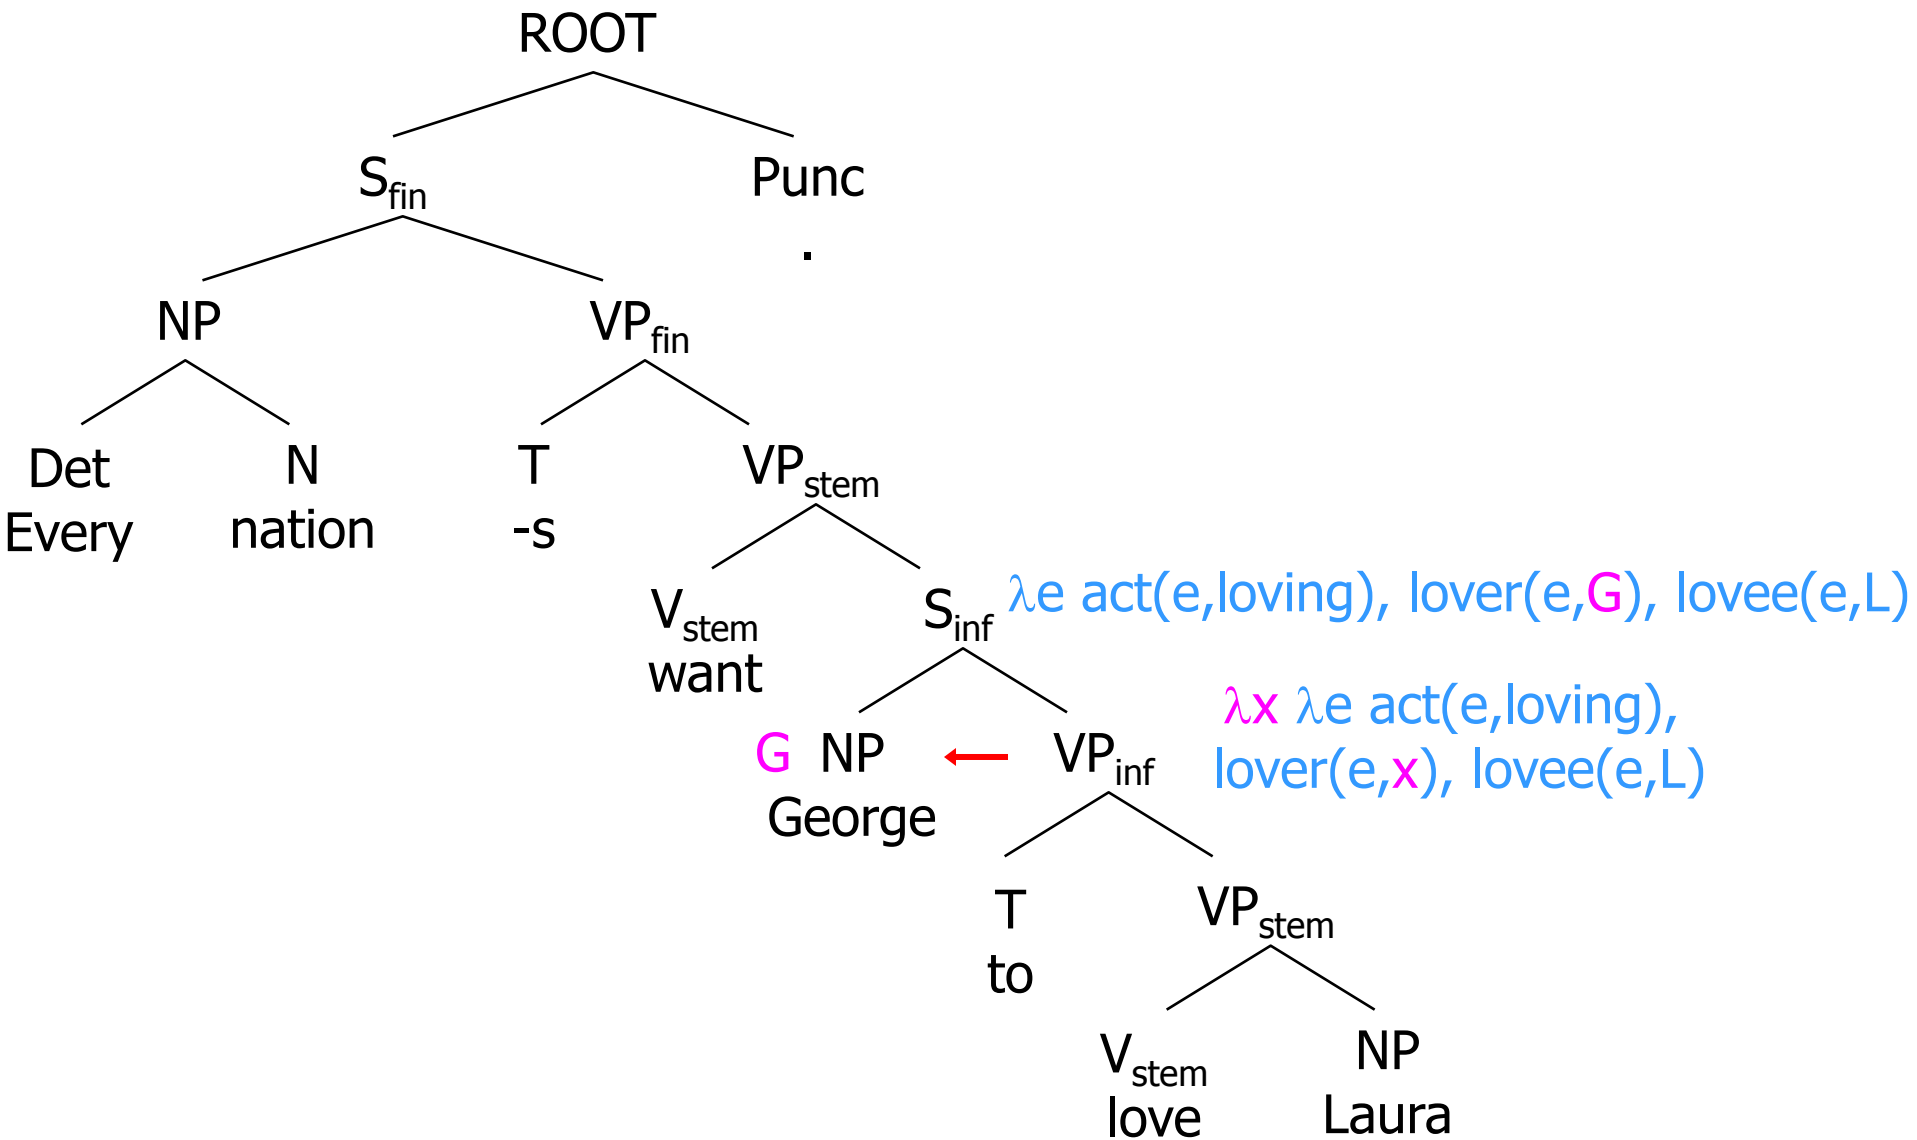 ROOT
S_fin Punc
.
NP VP_fin
Det N T VP_stem
Every nation -s
V_stem S_inf λe act(e,loving), lover(e,G), lovee(e,L)
want
λx λe act(e,loving),
lover(e,x), lovee(e,L)
G NP VP_inf
George
T VP_stem
to
V_stem NP
love Laura